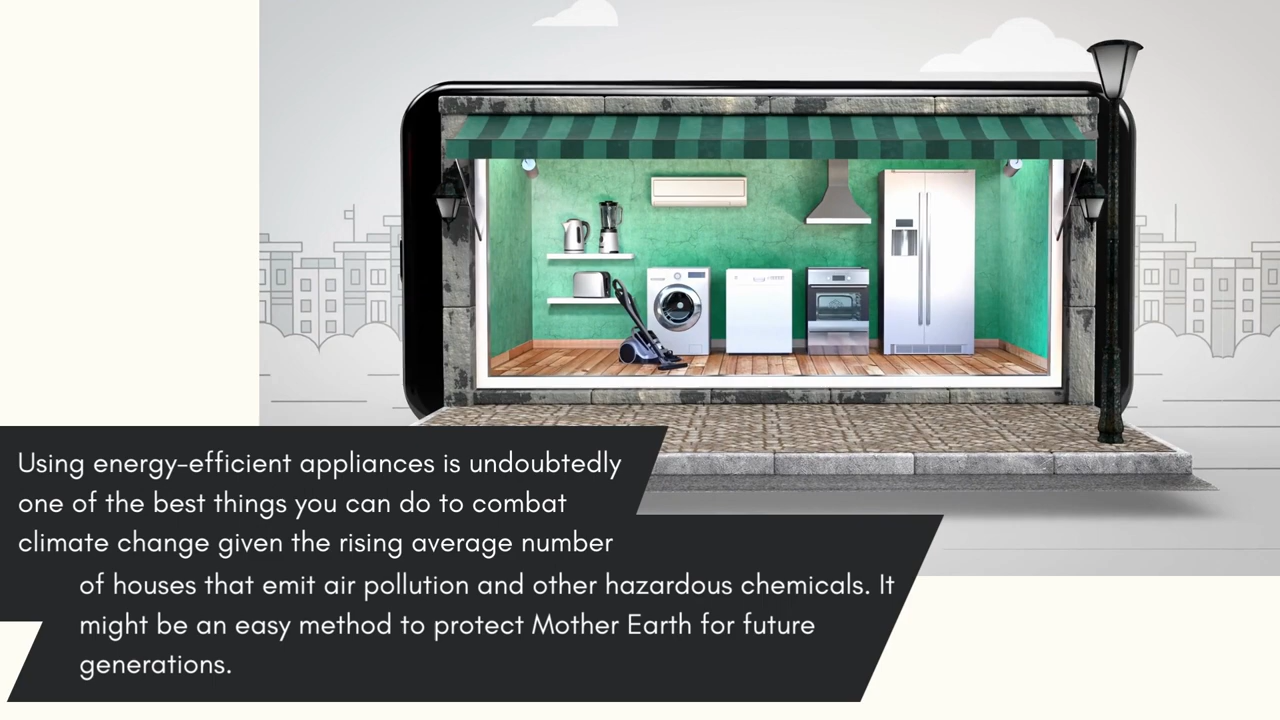 Using energy-efficient appliances is undoubtedly
one of the best things you can do to combat
climate change given the rising average number
of houses that emit air pollution and other hazardous chemicals. It
might be an easy method to protect Mother Earth for future
generations.